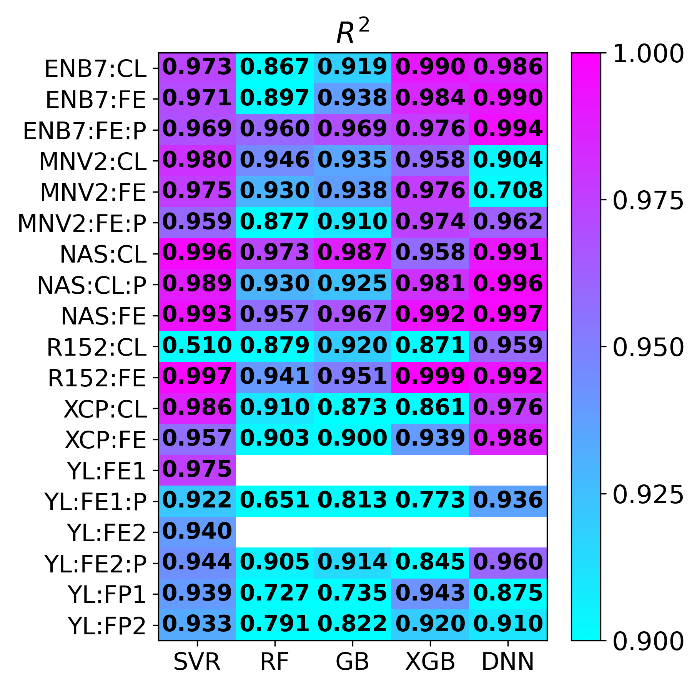 R²
ENB7:CL 0.973 0.867 0.919 0.990 0.986
ENB7:FE 0.971 0.897 0.938 0.984 0.990
ENB7:FE:P 0.969 0.960 0.969 0.976 0.994
MNV2:CL 0.980 0.946 0.935 0.958 0.904
MNV2:FE 0.975 0.930 0.938 0.976 0.708
MNV2:FE:P 0.959 0.877 0.910 0.974 0.962
NAS:CL 0.996 0.973 0.987 0.958 0.991
NAS:CL:P 0.989 0.930 0.925 0.981 0.996
NAS:FE 0.993 0.957 0.967 0.992 0.997
R152:CL 0.510 0.879 0.920 0.871 0.959
R152:FE 0.997 0.941 0.951 0.999 0.992
XCP:CL 0.986 0.910 0.873 0.861 0.976
XCP:FE 0.957 0.903 0.900 0.939 0.986
YL:FE1 0.975
YL:FE1:P 0.922 0.651 0.813 0.773 0.936
YL:FE2 0.940
YL:FE2:P 0.944 0.905 0.914 0.845 0.960
YL:FP1 0.939 0.727 0.735 0.943 0.875
YL:FP2 0.933 0.791 0.822 0.920 0.910
SVR RF GB XGB DNN
1.000
0.975
0.950
0.925
0.900